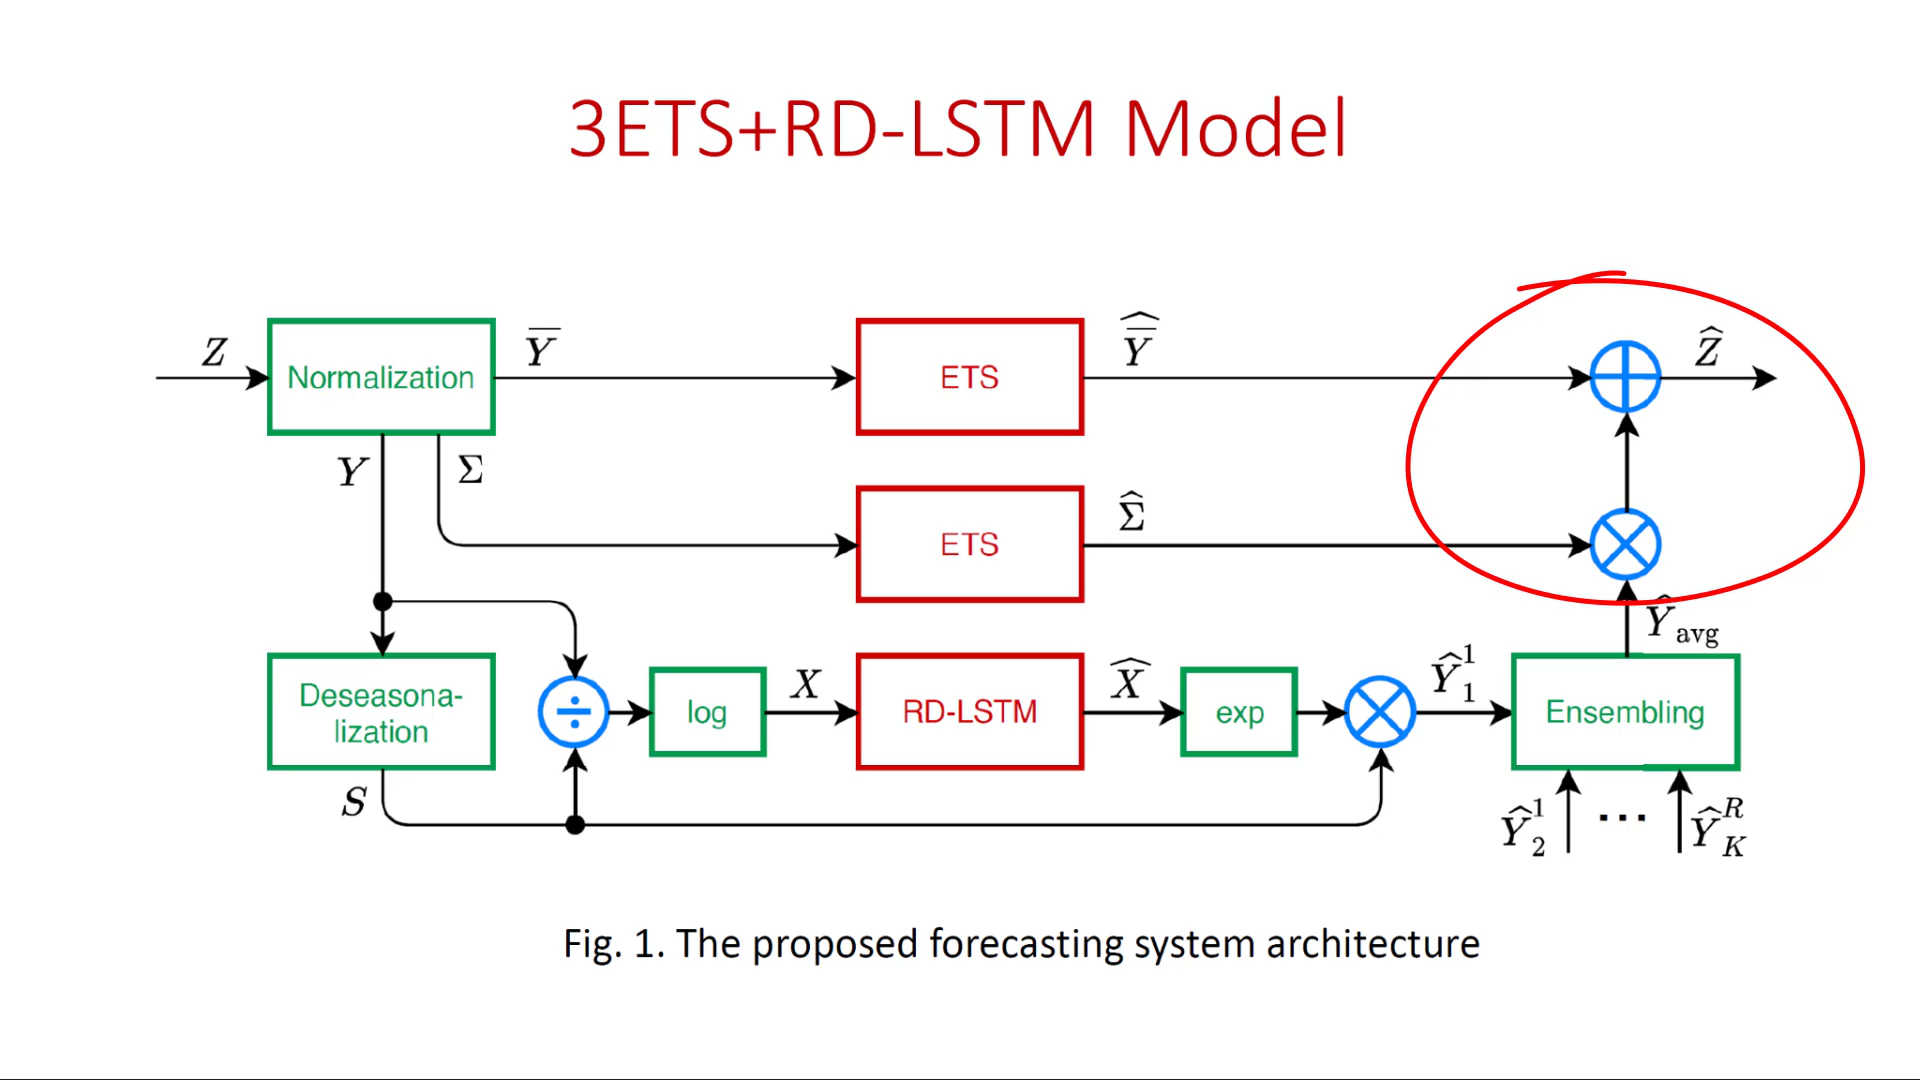 3ETS+RD-LSTM Model
Z
Normalization
Y̅
ETS
Y̅̂
Ẑ
Y
Σ
ETS
Σ̂
Ŷavg
Deseasona-
lization
÷
log
X
RD-LSTM
X̂
exp
Ŷ¹₁
Ensembling
S
Ŷ¹₂
...
Ŷᴿ_K
Fig. 1. The proposed forecasting system architecture